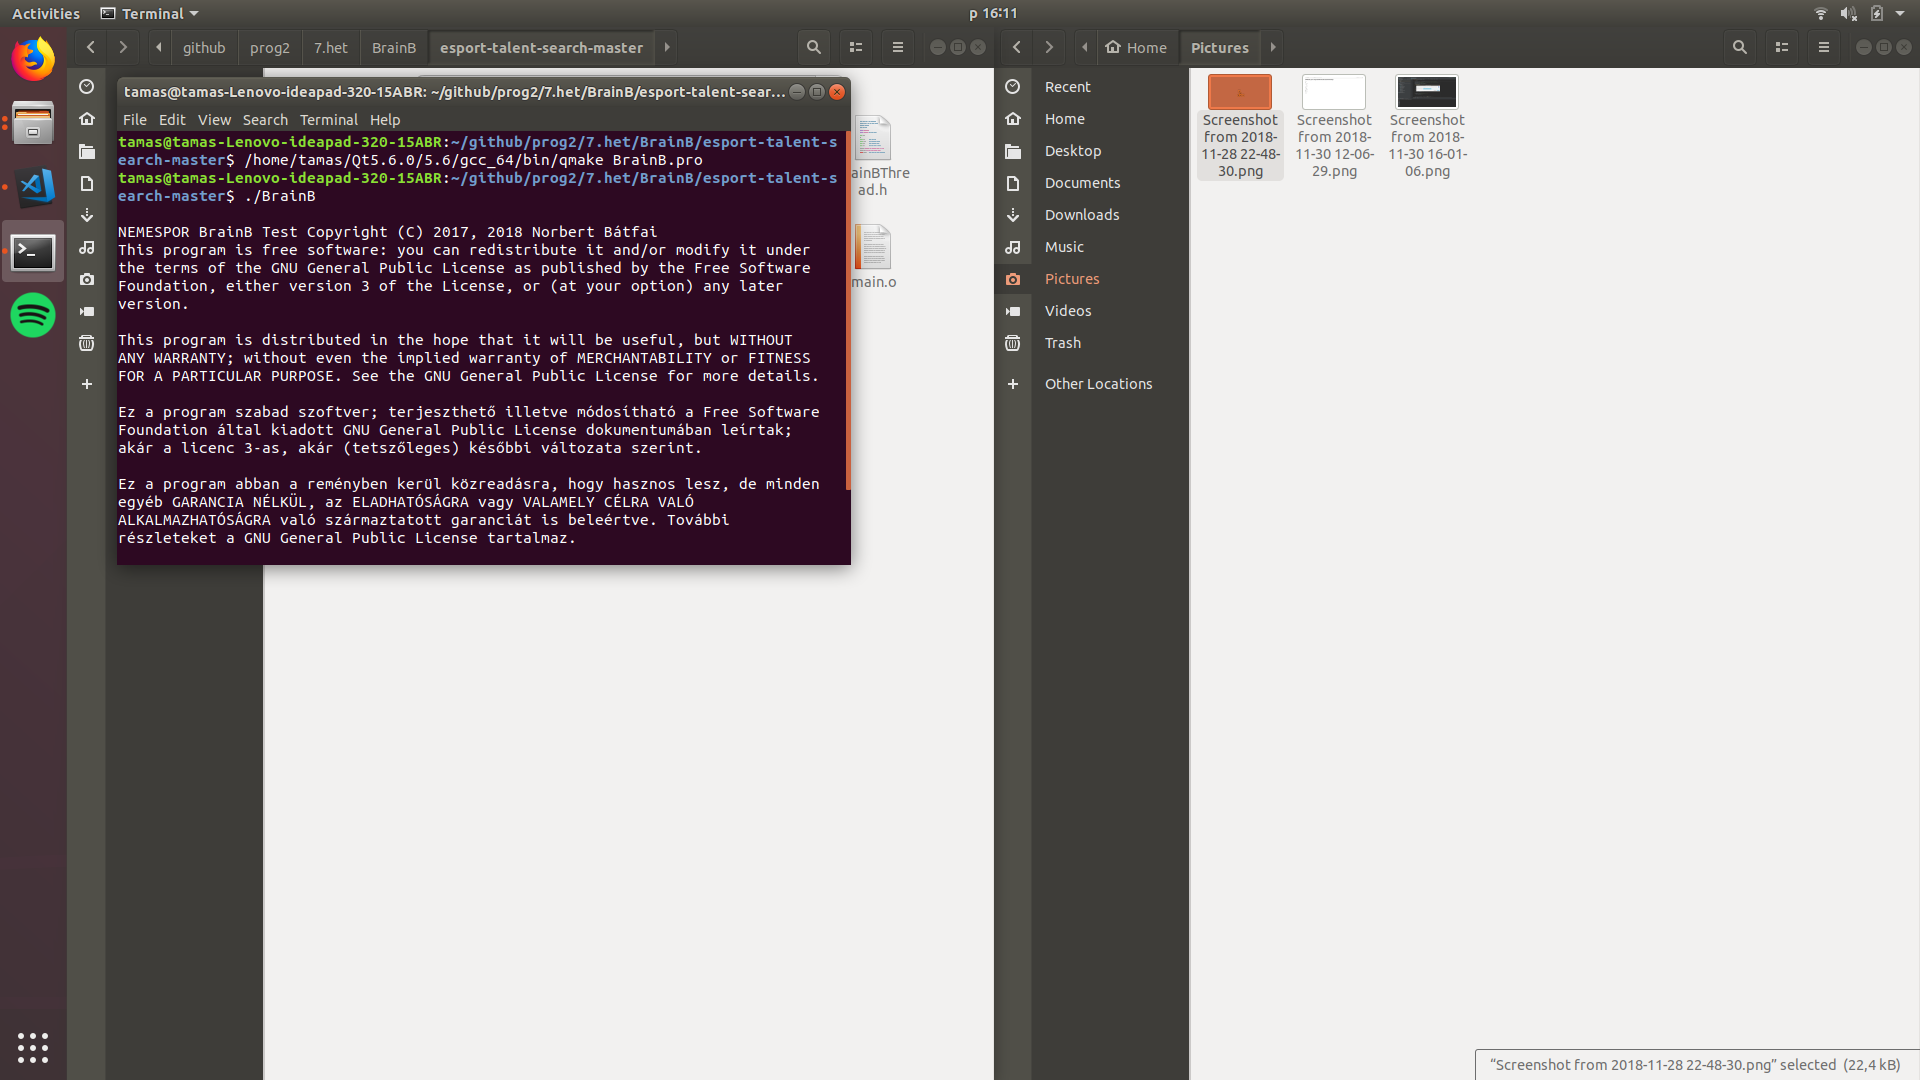 Activities
Terminal
p 16:11
github
prog2
7.het
BrainB
esport-talent-search-master
Home
Pictures
tamas@tamas-Lenovo-ideapad-320-15ABR: ~/github/prog2/7.het/BrainB/esport-talent-sear...
File Edit View Search Terminal Help
tamas@tamas-Lenovo-ideapad-320-15ABR:~/github/prog2/7.het/BrainB/esport-talent-s
earch-master$ /home/tamas/Qt5.6.0/5.6/gcc_64/bin/qmake BrainB.pro
tamas@tamas-Lenovo-ideapad-320-15ABR:~/github/prog2/7.het/BrainB/esport-talent-s
earch-master$ ./BrainB
NEMESPOR BrainB Test Copyright (C) 2017, 2018 Norbert Bátfai
This program is free software: you can redistribute it and/or modify it under
the terms of the GNU General Public License as published by the Free Software
Foundation, either version 3 of the License, or (at your option) any later
version.
This program is distributed in the hope that it will be useful, but WITHOUT
ANY WARRANTY; without even the implied warranty of MERCHANTABILITY or FITNESS
FOR A PARTICULAR PURPOSE. See the GNU General Public License for more details.
Ez a program szabad szoftver; terjeszthető illetve módosítható a Free Software
Foundation által kiadott GNU General Public License dokumentumában leírtak;
akár a licenc 3-as, akár (tetszőleges) későbbi változata szerint.
Ez a program abban a reményben kerül közreadásra, hogy hasznos lesz, de minden
egyéb GARANCIA NÉLKÜL, az ELADHATÓSÁGRA vagy VALAMELY CÉLRA VALÓ
ALKALMAZHATÓSÁGRA való származtatott garanciát is beleértve. További
részleteket a GNU General Public License tartalmaz.
ainBThre
ad.h
main.o
Recent
Home
Desktop
Documents
Downloads
Music
Pictures
Videos
Trash
Other Locations
Screenshot
from 2018-
11-28 22-48-
30.png
Screenshot
from 2018-
11-30 12-06-
29.png
Screenshot
from 2018-
11-30 16-01-
06.png
“Screenshot from 2018-11-28 22-48-30.png” selected (22,4 kB)